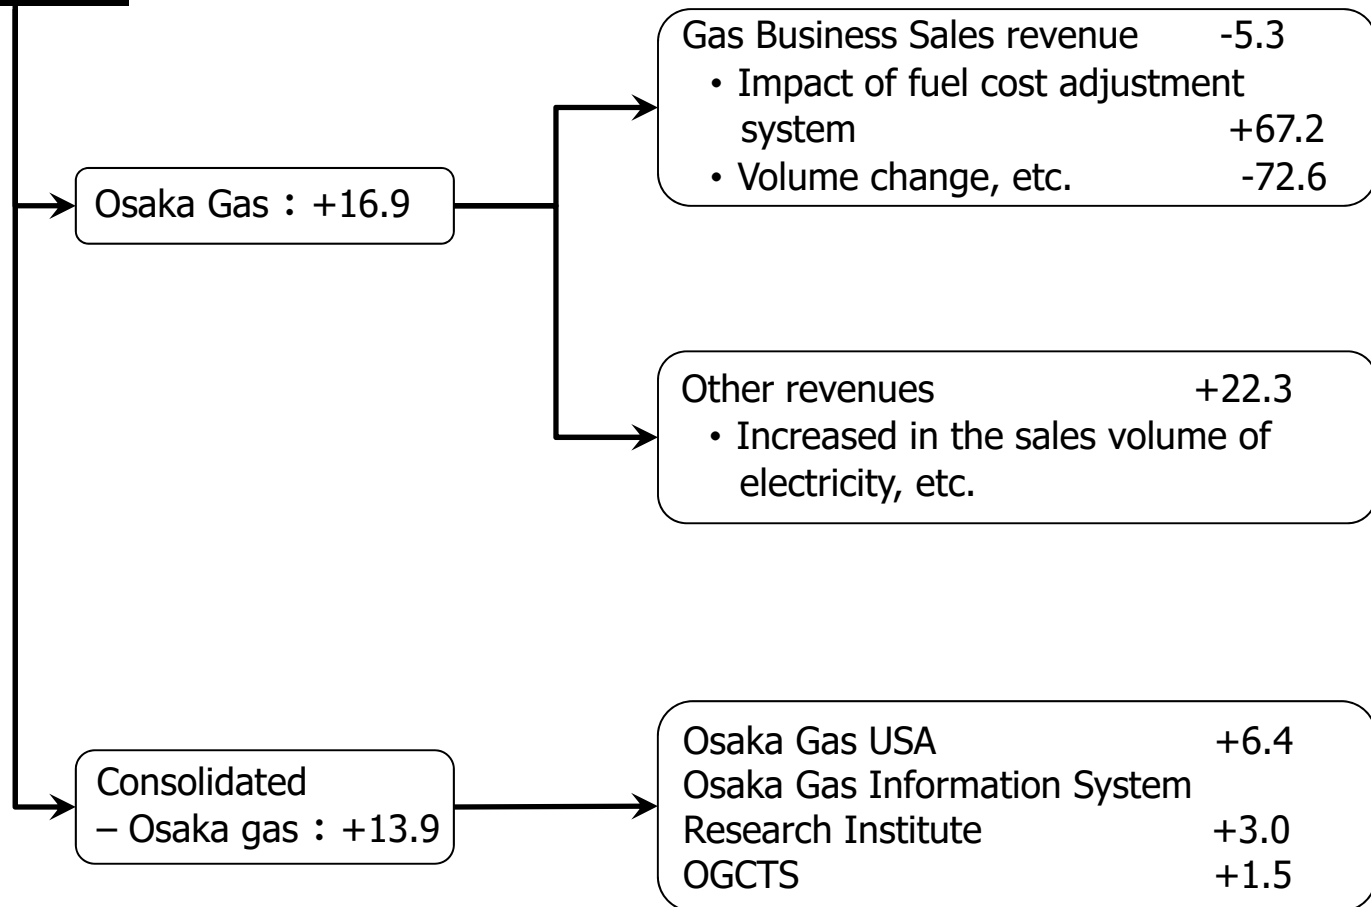 Gas Business Sales revenue -5.3
• Impact of fuel cost adjustment
system +67.2
• Volume change, etc. -72.6
Osaka Gas：+16.9
Other revenues +22.3
• Increased in the sales volume of
electricity, etc.
Consolidated
– Osaka gas：+13.9
Osaka Gas USA +6.4
Osaka Gas Information System
Research Institute +3.0
OGCTS +1.5